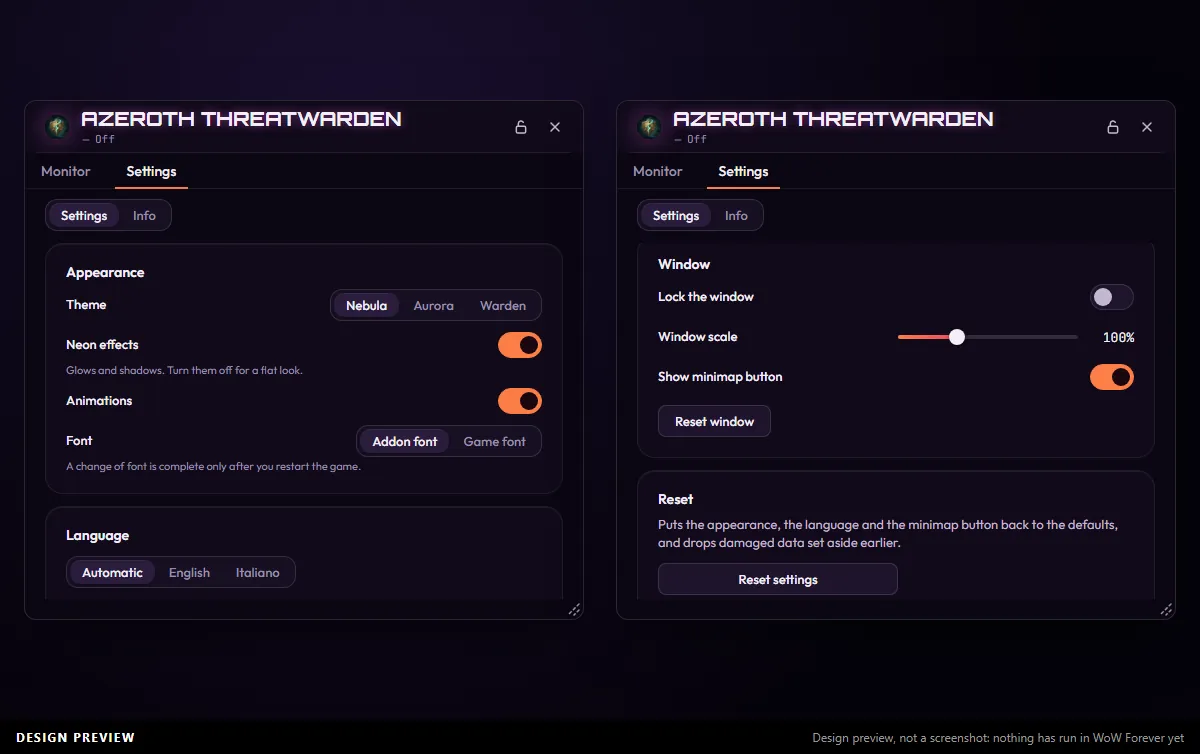 AZEROTH THREATWARDEN
– Off
Monitor
Settings
Settings
Info
Appearance
Theme
Nebula
Aurora
Warden
Neon effects
Glows and shadows. Turn them off for a flat look.
Animations
Font
Addon font
Game font
A change of font is complete only after you restart the game.
Language
Automatic
English
Italiano
AZEROTH THREATWARDEN
– Off
Monitor
Settings
Settings
Info
Window
Lock the window
Window scale
100%
Show minimap button
Reset window
Reset
Puts the appearance, the language and the minimap button back to the defaults,
and drops damaged data set aside earlier.
Reset settings
DESIGN PREVIEW
Design preview, not a screenshot: nothing has run in WoW Forever yet